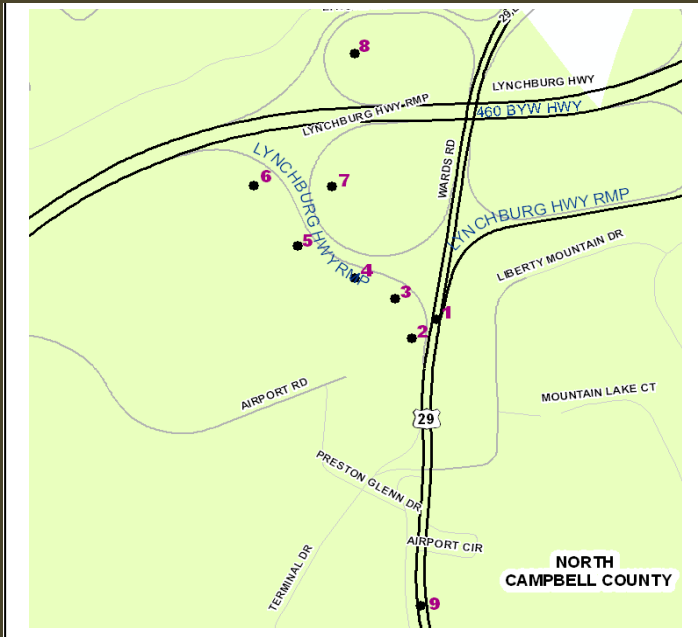 29,
8
LYNCHBURG HWY
460 BYW HWY
LYNCHBURG HWY RMP
LYNCHBURG HWY RMP
WARDS RD
6
7
LYNCHBURG HWY RMP
LIBERTY MOUNTAIN DR
5
4
3
1
2
AIRPORT RD
MOUNTAIN LAKE CT
29
PRESTON GLENN DR
AIRPORT CIR
TERMINAL DR
NORTH
CAMPBELL COUNTY
9